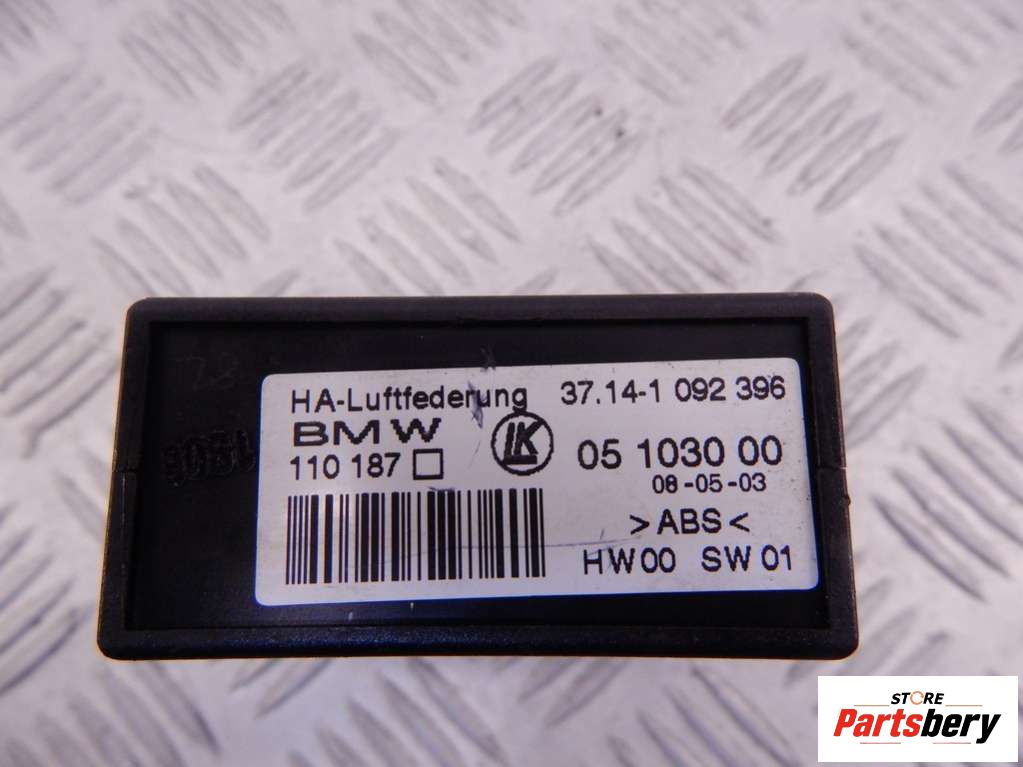 HA-Luftfederung 37.14-1 092 396
BMW LK
110 187 05 1030 00
08-05-03
>ABS<
HW00 SW01
STORE
Partsbery